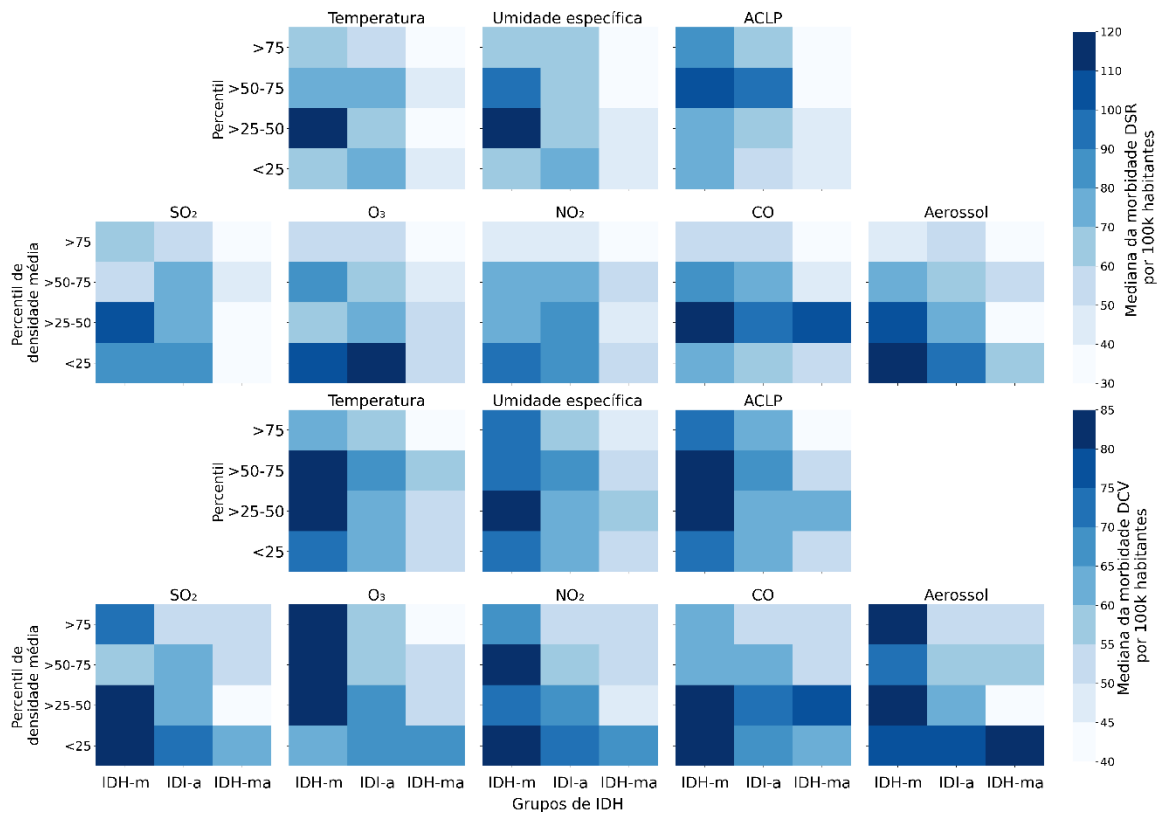 Temperatura Umidade específica ACLP
>75
>50-75
>25-50
<25
Percentil
SO₂ O₃ NO₂ CO Aerossol
>75
>50-75
>25-50
<25
Percentil de
densidade média
120
110
100
90
80
70
60
50
40
30
Mediana da morbidade DSR
por 100k habitantes
Temperatura Umidade específica ACLP
>75
>50-75
>25-50
<25
Percentil
SO₂ O₃ NO₂ CO Aerossol
>75
>50-75
>25-50
<25
Percentil de
densidade média
85
80
75
70
65
60
55
50
45
40
Mediana da morbidade DCV
por 100k habitantes
IDH-m IDI-a IDH-ma IDH-m IDI-a IDH-ma IDH-m IDI-a IDH-ma IDH-m IDI-a IDH-ma IDH-m IDI-a IDH-ma
Grupos de IDH